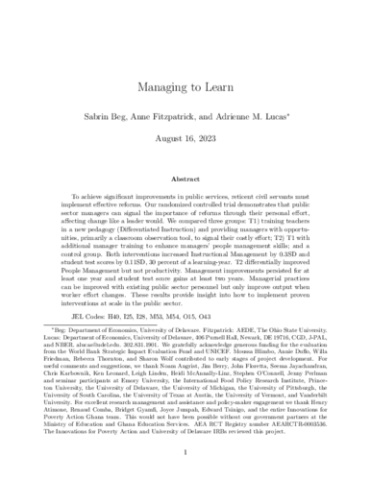 Managing to Learn
Sabrin Beg, Anne Fitzpatrick, and Adrienne M. Lucas*
August 16, 2023
Abstract
To achieve significant improvements in public services, reticent civil servants must
implement effective reforms. Our randomized controlled trial demonstrates that public
sector managers can signal the importance of reforms through their personal effort,
affecting change like a leader would. We compared three groups: T1) training teachers
in a new pedagogy (Differentiated Instruction) and providing managers with opportu-
nities, primarily a classroom observation tool, to signal their costly effort; T2) T1 with
additional manager training to enhance managers' people management skills; and a
control group. Both interventions increased Instructional Management by 0.3SD and
student test scores by 0.1SD, 30 percent of a learning-year. T2 differentially improved
People Management but not productivity. Management improvements persisted for at
least one year and student test score gains at least two years. Managerial practices
can be improved with existing public sector personnel but only improve output when
worker effort changes. These results provide insight into how to implement proven
interventions at scale in the public sector.
JEL Codes: H40, I25, I28, M53, M54, O15, O43
*Beg: Department of Economics, University of Delaware. Fitzpatrick: AEDE, The Ohio State University.
Lucas: Department of Economics, University of Delaware, 406 Purnell Hall, Newark, DE 19716, CGD, J-PAL,
and NBER, alucas@udel.edu, 302.831.1901. We gratefully acknowledge generous funding for the evaluation
from the World Bank Strategic Impact Evaluation Fund and UNICEF. Moussa Blimbo, Amie Duflo, Willa
Friedman, Rebecca Thornton, and Sharon Wolf contributed to early stages of project development. For
useful comments and suggestions, we thank Noam Angrist, Jim Berry, John Floretta, Seema Jayachandran,
Chris Karbownik, Ken Leonard, Leigh Linden, Heidi McAnnally-Linz, Stephen O'Connell, Jenny Perlman
and seminar participants at Emory University, the International Food Policy Research Institute, Prince-
ton University, the University of Delaware, the University of Michigan, the University of Pittsburgh, the
University of South Carolina, the University of Texas at Austin, the University of Vermont, and Vanderbilt
University. For excellent research management and assistance and policy-maker engagement we thank Henry
Atimone, Renaud Comba, Bridget Gyamfi, Joyce Jumpah, Edward Tsinigo, and the entire Innovations for
Poverty Action Ghana team. This would not have been possible without our government partners at the
Ministry of Education and Ghana Education Services. AEA RCT Registry number AEARCTR-0003536.
The Innovations for Poverty Action and University of Delaware IRBs reviewed this project.
1